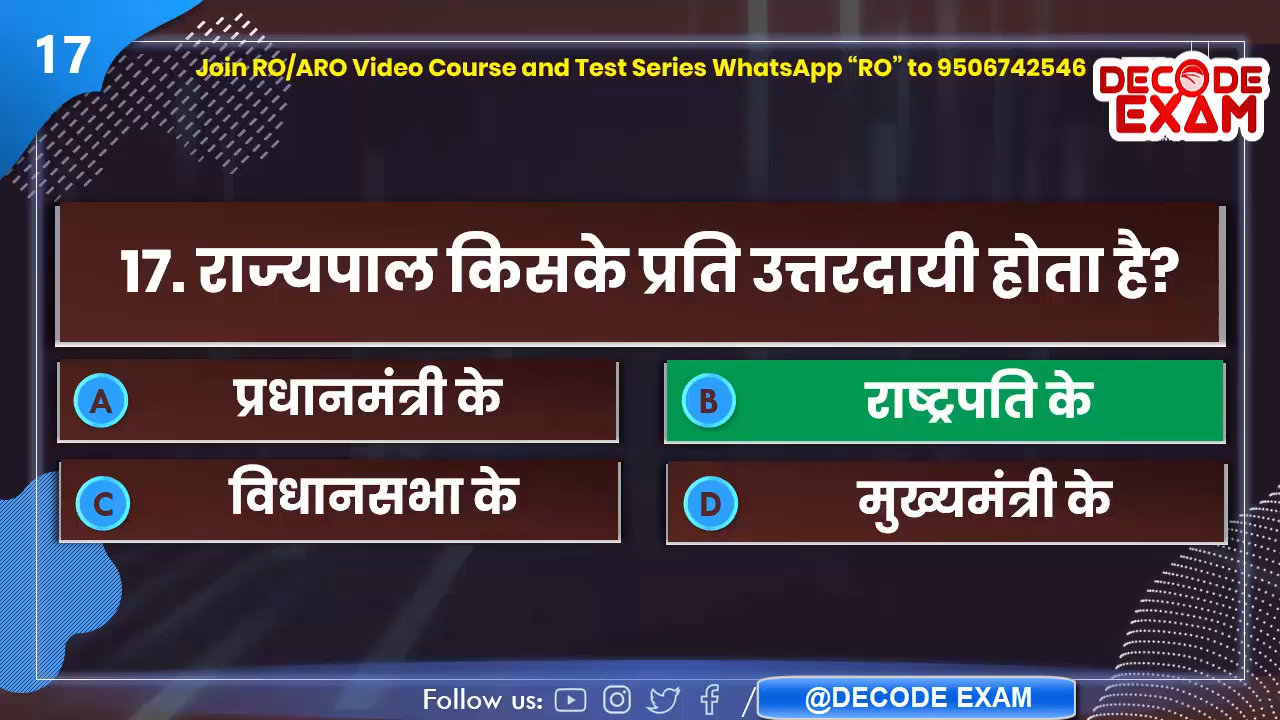 17
Join RO/ARO Video Course and Test Series WhatsApp “RO” to 9506742546
DECODE
EXAM
17. राज्यपाल किसके प्रति उत्तरदायी होता है?
A प्रधानमंत्री के
B राष्ट्रपति के
C विधानसभा के
D मुख्यमंत्री के
Follow us: / @DECODE EXAM